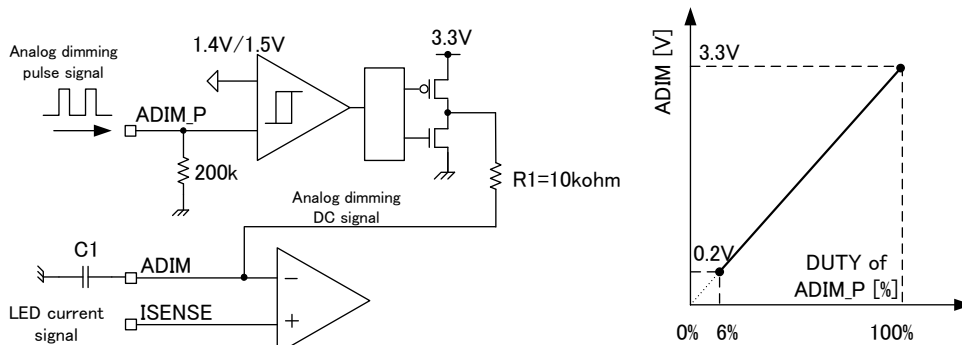 Analog dimming
pulse signal
1.4V/1.5V
3.3V
ADIM_P
200k
R1=10kohm
Analog dimming
DC signal
C1
ADIM
−
LED current
signal
ISENSE
+
ADIM [V]
3.3V
0.2V
DUTY of
ADIM_P [%]
0% 6% 100%